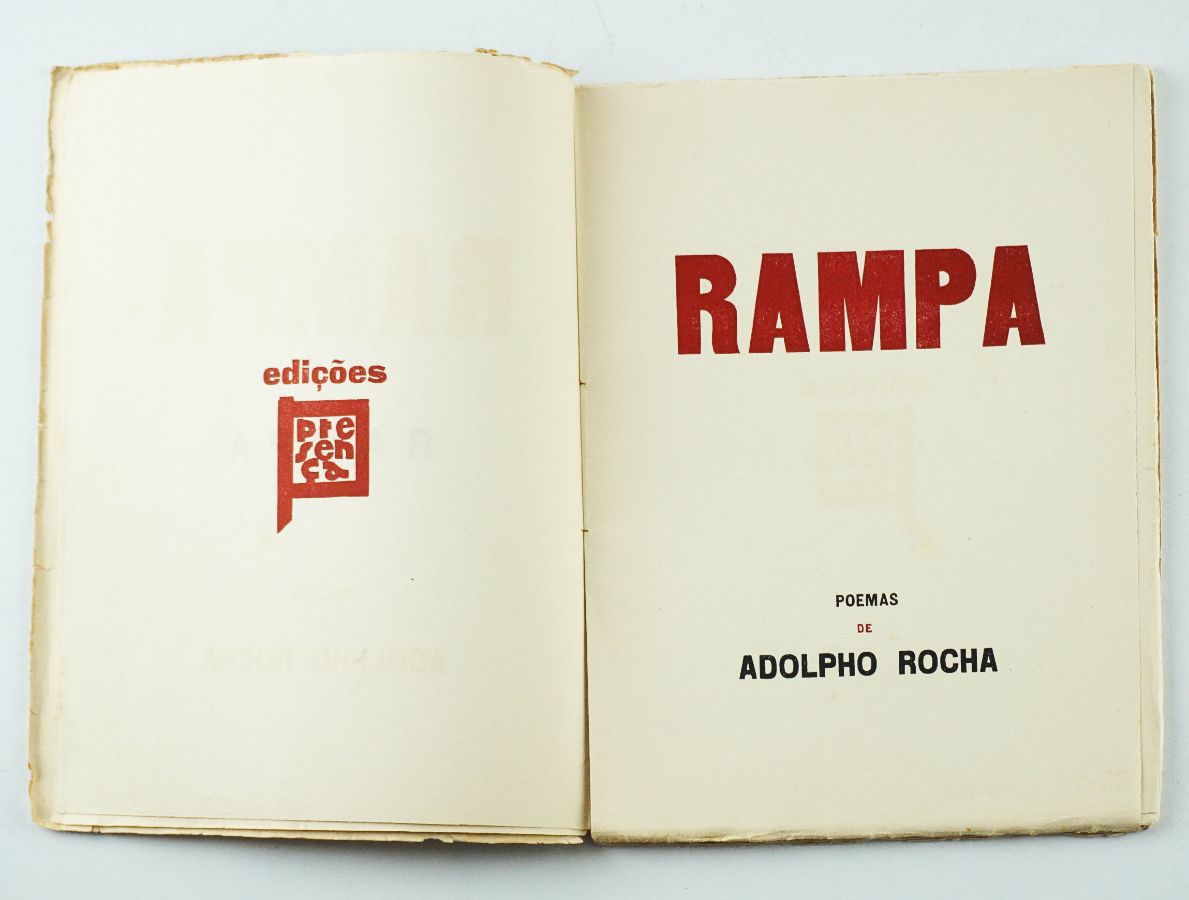 edições
pre
sen
ça
RAMPA
POEMAS
DE
ADOLPHO ROCHA